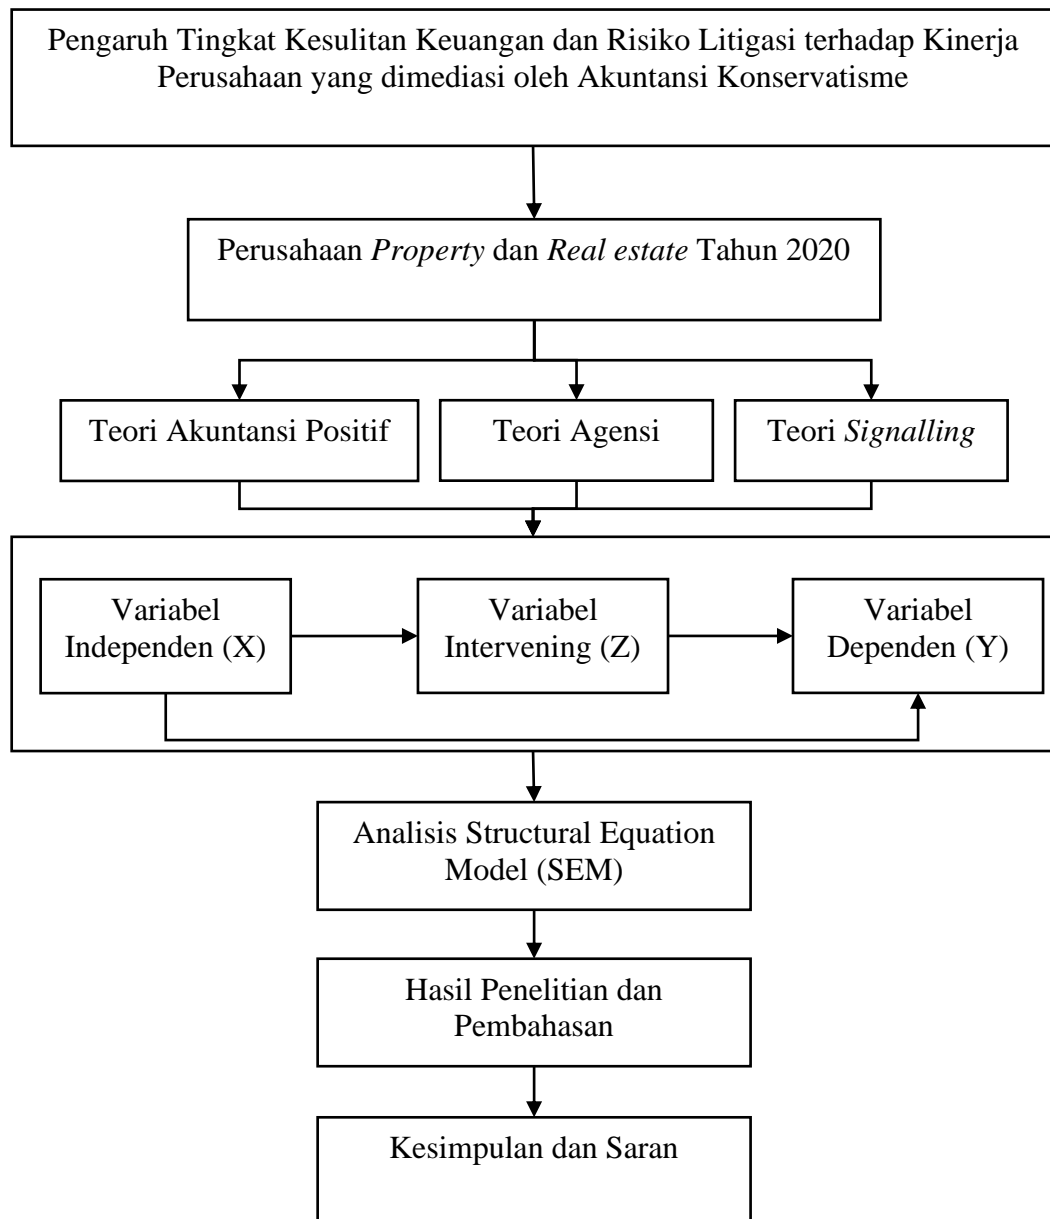 Pengaruh Tingkat Kesulitan Keuangan dan Risiko Litigasi terhadap Kinerja
Perusahaan yang dimediasi oleh Akuntansi Konservatisme
Perusahaan Property dan Real estate Tahun 2020
Teori Akuntansi Positif
Teori Agensi
Teori Signalling
Variabel
Independen (X)
Variabel
Intervening (Z)
Variabel
Dependen (Y)
Analisis Structural Equation
Model (SEM)
Hasil Penelitian dan
Pembahasan
Kesimpulan dan Saran